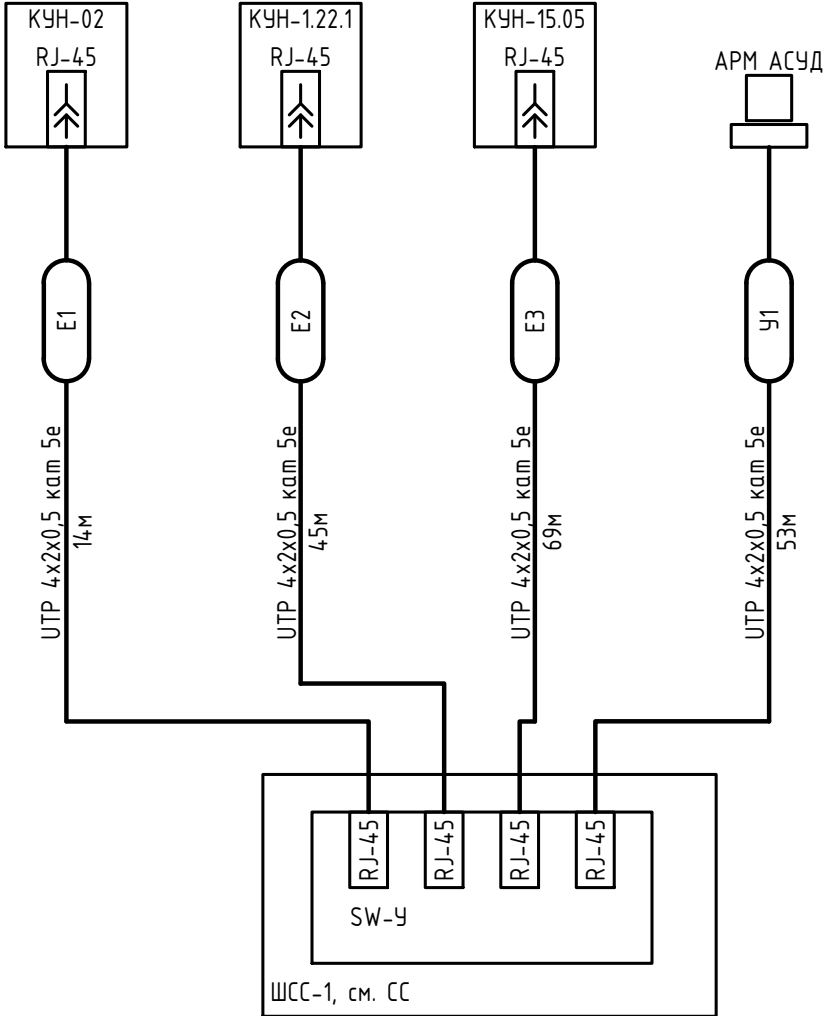 КУН-02
RJ-45
КУН-1.22.1
RJ-45
КУН-15.05
RJ-45
АРМ АСУД
Е1
Е2
Е3
У1
UTP 4х2х0,5 кат 5е
14м
UTP 4х2х0,5 кат 5е
45м
UTP 4х2х0,5 кат 5е
69м
UTP 4х2х0,5 кат 5е
53м
RJ-45
RJ-45
RJ-45
RJ-45
SW-У
ШСС-1, см. СС